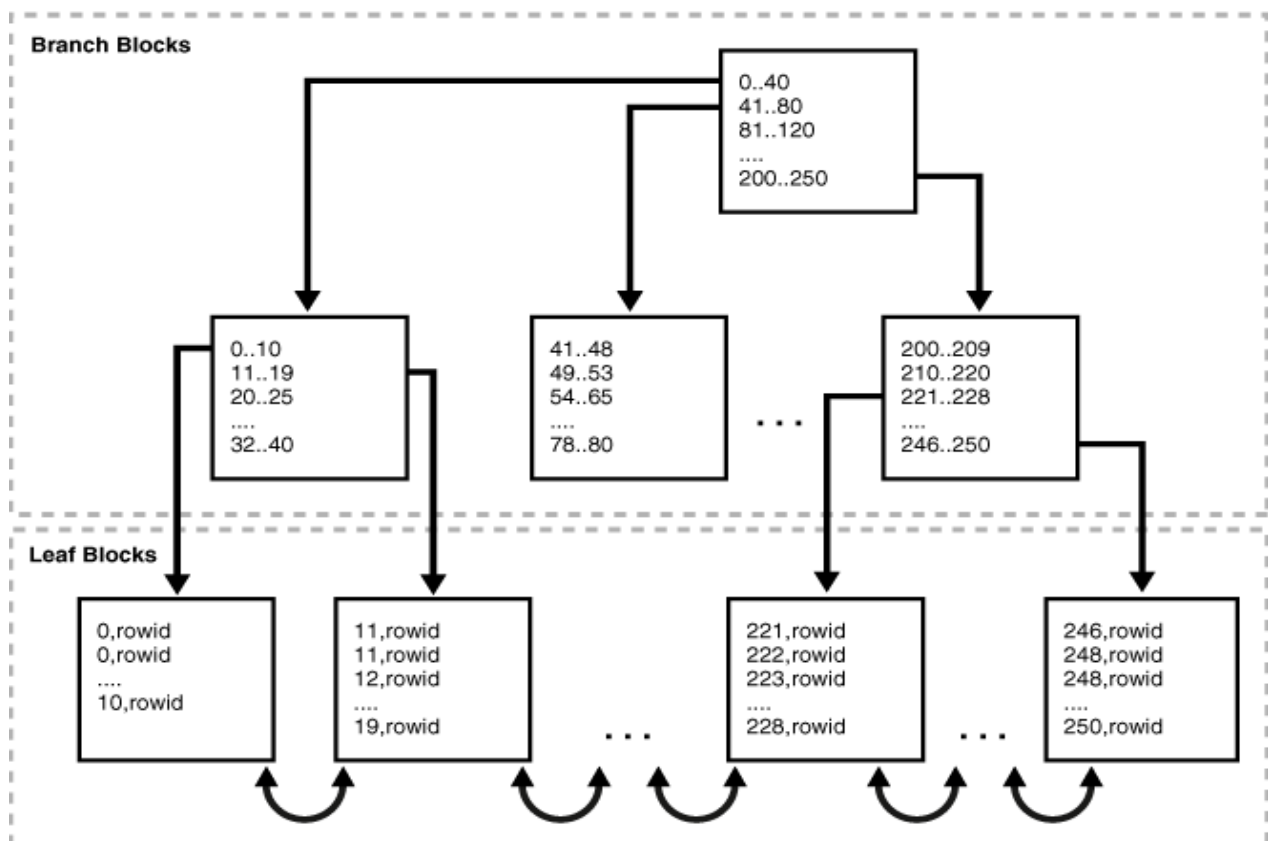 Branch Blocks
0..40
41..80
81..120
....
200..250
0..10
11..19
20..25
....
32..40
41..48
49..53
54..65
....
78..80
...
200..209
210..220
221..228
....
246..250
Leaf Blocks
0,rowid
0,rowid
....
10,rowid
11,rowid
11,rowid
12,rowid
....
19,rowid
...
221,rowid
222,rowid
223,rowid
....
228,rowid
...
246,rowid
248,rowid
248,rowid
....
250,rowid